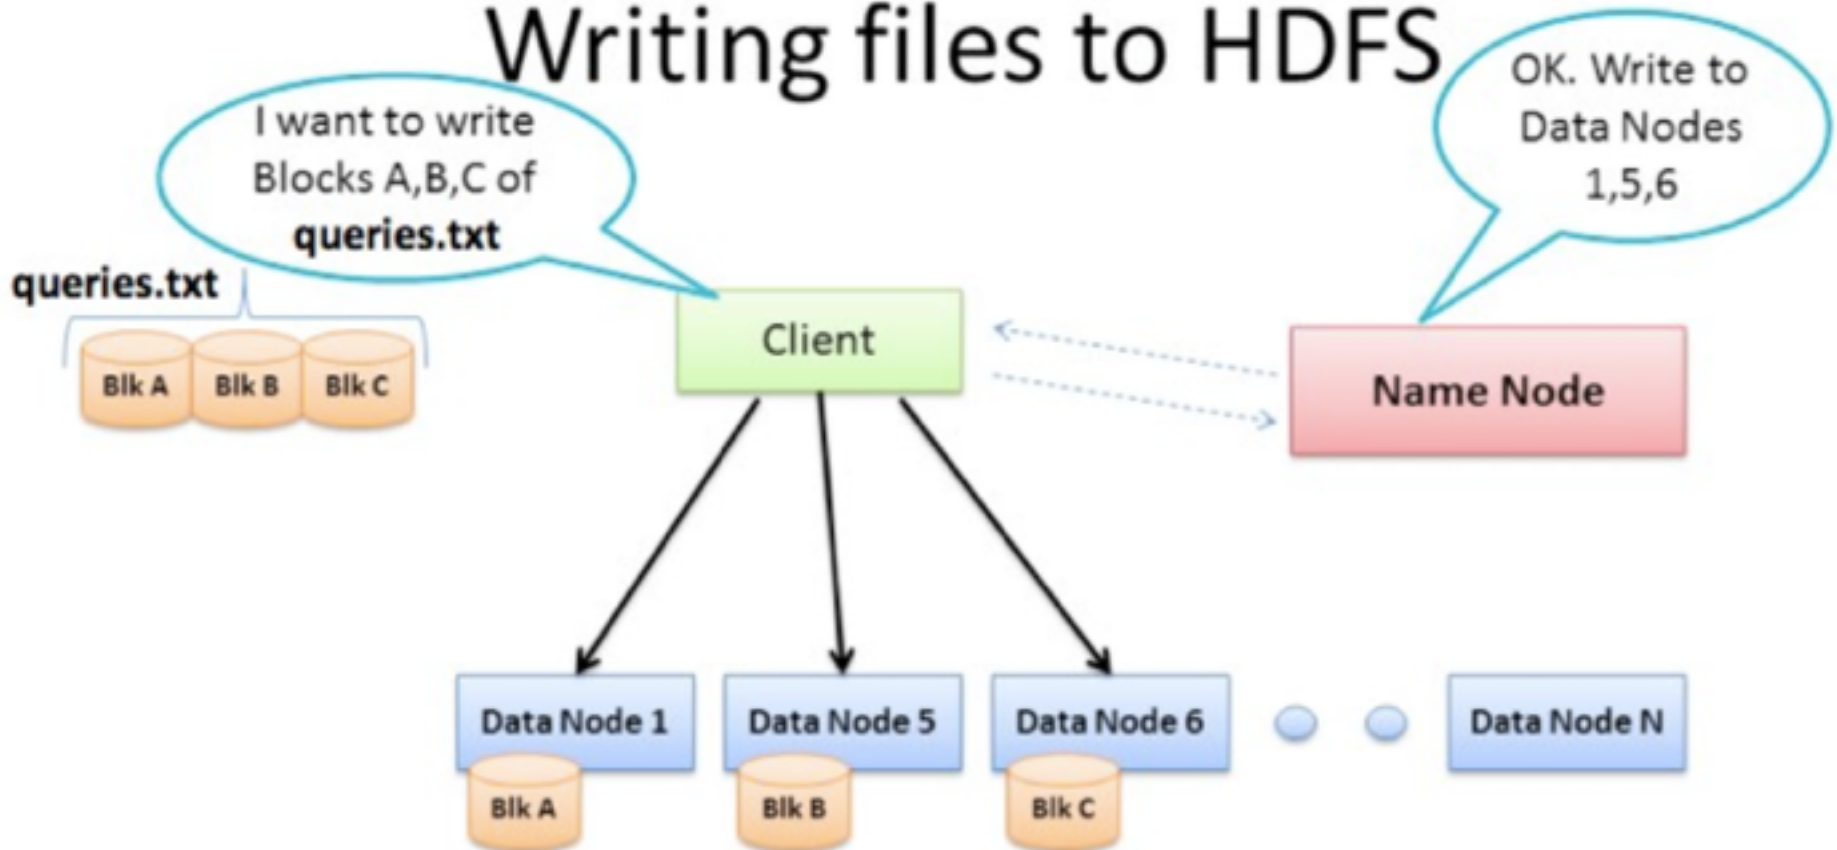 Writing files to HDFS
I want to write
Blocks A,B,C of
queries.txt
OK. Write to
Data Nodes
1,5,6
queries.txt
Blk A
Blk B
Blk C
Client
Name Node
Data Node 1
Data Node 5
Data Node 6
Data Node N
Blk A
Blk B
Blk C